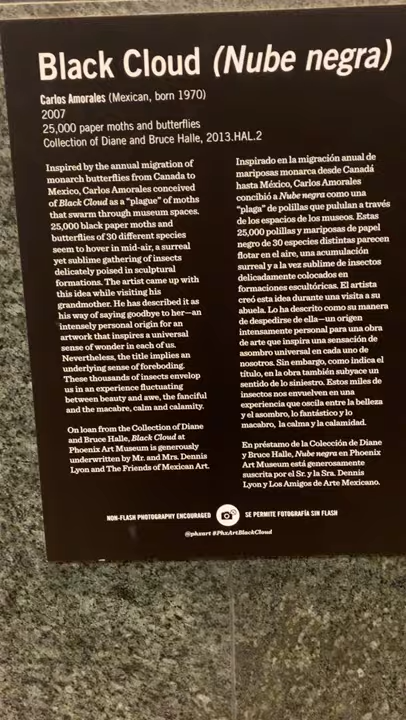 Black Cloud (Nube negra)
Carlos Amorales (Mexican, born 1970)
2007
25,000 paper moths and butterflies
Collection of Diane and Bruce Halle, 2013.HAL.2
Inspired by the annual migration of
monarch butterflies from Canada to
Mexico, Carlos Amorales conceived
of Black Cloud as a “plague” of moths
that swarm through museum spaces.
25,000 black paper moths and
butterflies of 30 different species
seem to hover in mid-air, a surreal
yet sublime gathering of insects
delicately poised in sculptural
formations. The artist came up with
this idea while visiting his
grandmother. He has described it as
his way of saying goodbye to her—an
intensely personal origin for an
artwork that inspires a universal
sense of wonder in each of us.
Nevertheless, the title implies an
underlying sense of foreboding.
These thousands of insects envelop
us in an experience fluctuating
between beauty and awe, the fanciful
and the macabre, calm and calamity.
On loan from the Collection of Diane
and Bruce Halle, Black Cloud at
Phoenix Art Museum is generously
underwritten by Mr. and Mrs. Dennis
Lyon and The Friends of Mexican Art.
Inspirado en la migración anual de
mariposas monarca desde Canadá
hasta México, Carlos Amorales
concibió a Nube negra como una
“plaga” de polillas que pululan a través
de los espacios de los museos. Estas
25,000 polillas y mariposas de papel
negro de 30 especies distintas parecen
flotar en el aire, una acumulación
surreal y a la vez sublime de insectos
delicadamente colocados en
formaciones escultóricas. El artista
creó esta idea durante una visita a su
abuela. Lo ha descrito como su manera
de despedirse de ella—un origen
intensamente personal para una obra
de arte que inspira una sensación de
asombro universal en cada uno de
nosotros. Sin embargo, como indica el
título, en la obra también subyace un
sentido de lo siniestro. Estos miles de
insectos nos envuelven en una
experiencia que oscila entre la belleza
y el asombro, lo fantástico y lo
macabro, la calma y la calamidad.
En préstamo de la Colección de Diane
y Bruce Halle, Nube negra en Phoenix
Art Museum está generosamente
suscrita por el Sr. y la Sra. Dennis
Lyon y Los Amigos de Arte Mexicano.
NON-FLASH PHOTOGRAPHY ENCOURAGED SE PERMITE FOTOGRAFÍA SIN FLASH
@phxart #PhxArtBlackCloud